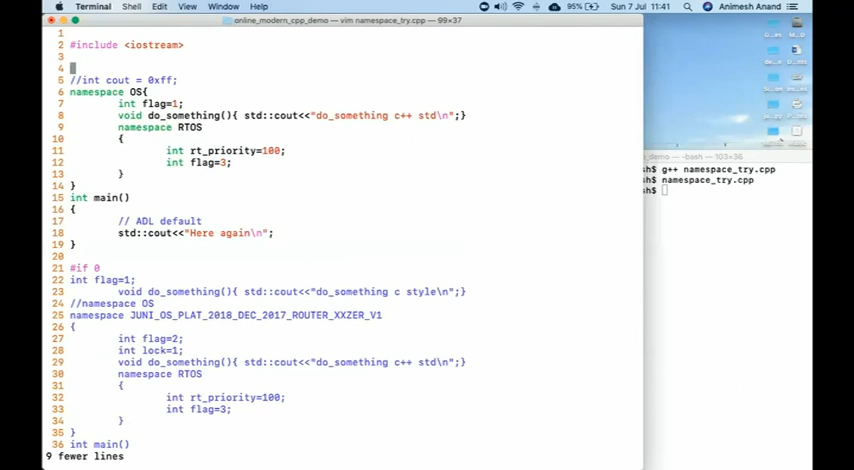 Terminal Shell Edit View Window Help 95% Sun 7 Jul 11:41 Animesh Anand
online_modern_cpp_demo — vim namespace_try.cpp — 99×37
1
2 #include <iostream>
3
4
5 //int cout = 0xff;
6 namespace OS{
7 int flag=1;
8 void do_something(){ std::cout<<"do_something c++ std\n";}
9 namespace RTOS
10 {
11 int rt_priority=100;
12 int flag=3;
13 }
14 }
15 int main()
16 {
17 // ADL default
18 std::cout<<"Here again\n";
19 }
20
21 #if 0
22 int flag=1;
23 void do_something(){ std::cout<<"do_something c style\n";}
24 //namespace OS
25 namespace JUNI_OS_PLAT_2018_DEC_2017_ROUTER_XXZER_V1
26 {
27 int flag=2;
28 int lock=1;
29 void do_something(){ std::cout<<"do_something c++ std\n";}
30 namespace RTOS
31 {
32 int rt_priority=100;
33 int flag=3;
34 }
35 }
36 int main()
9 fewer lines
_demo — -bash — 103×36
sh$ g++ namespace_try.cpp
sh$ namespace_try.cpp
sh$